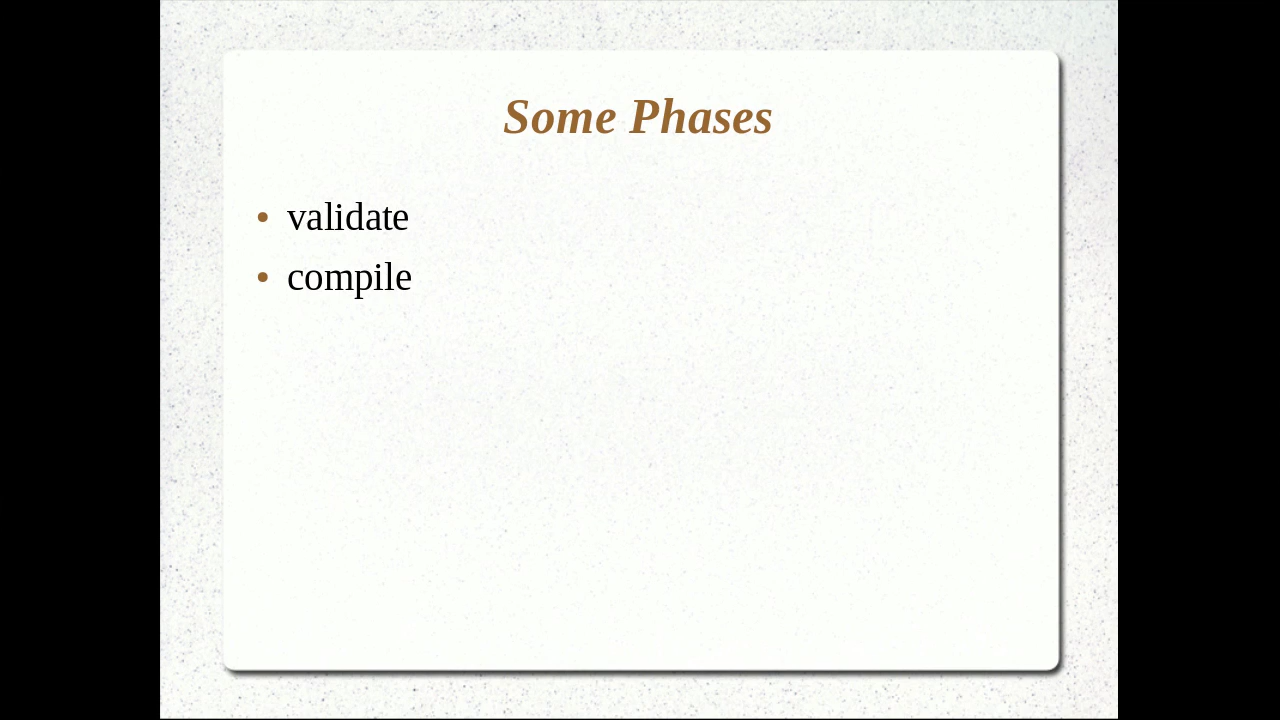 Some Phases
• validate
• compile